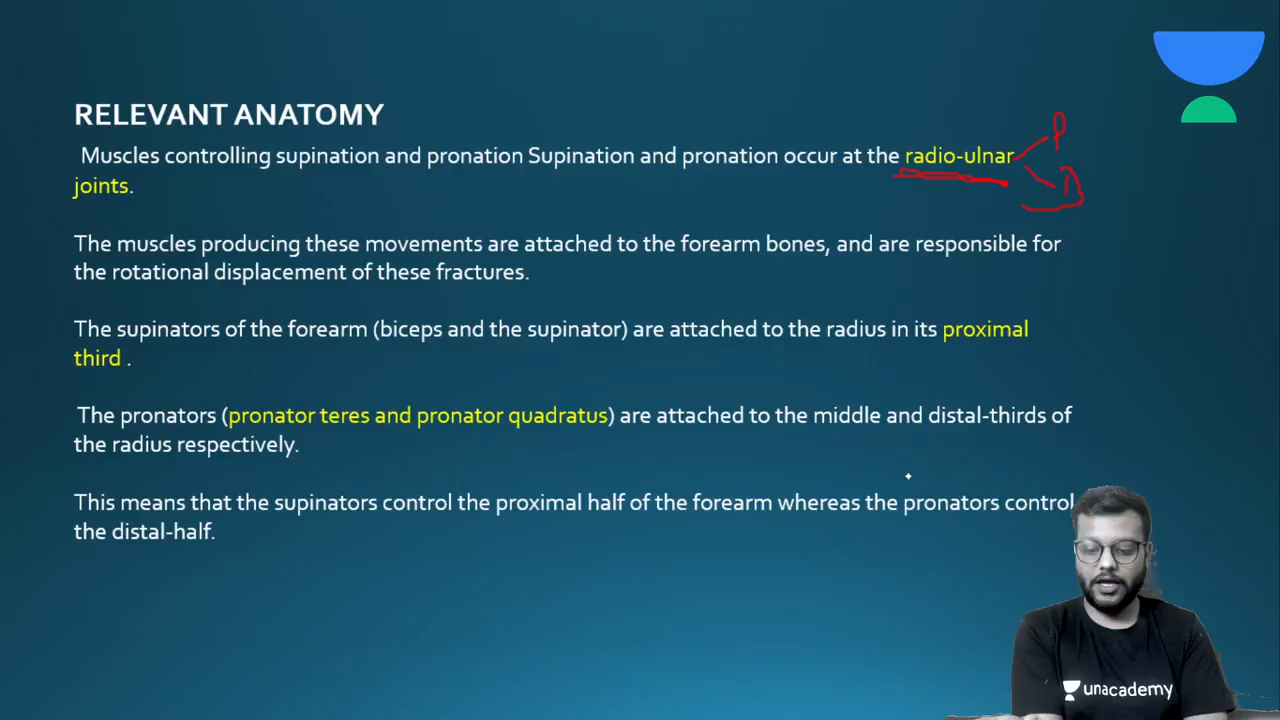 RELEVANT ANATOMY
Muscles controlling supination and pronation Supination and pronation occur at the radio-ulnar
joints.
P
D
The muscles producing these movements are attached to the forearm bones, and are responsible for
the rotational displacement of these fractures.
The supinators of the forearm (biceps and the supinator) are attached to the radius in its proximal
third .
The pronators (pronator teres and pronator quadratus) are attached to the middle and distal-thirds of
the radius respectively.
This means that the supinators control the proximal half of the forearm whereas the pronators control
the distal-half.
unacademy